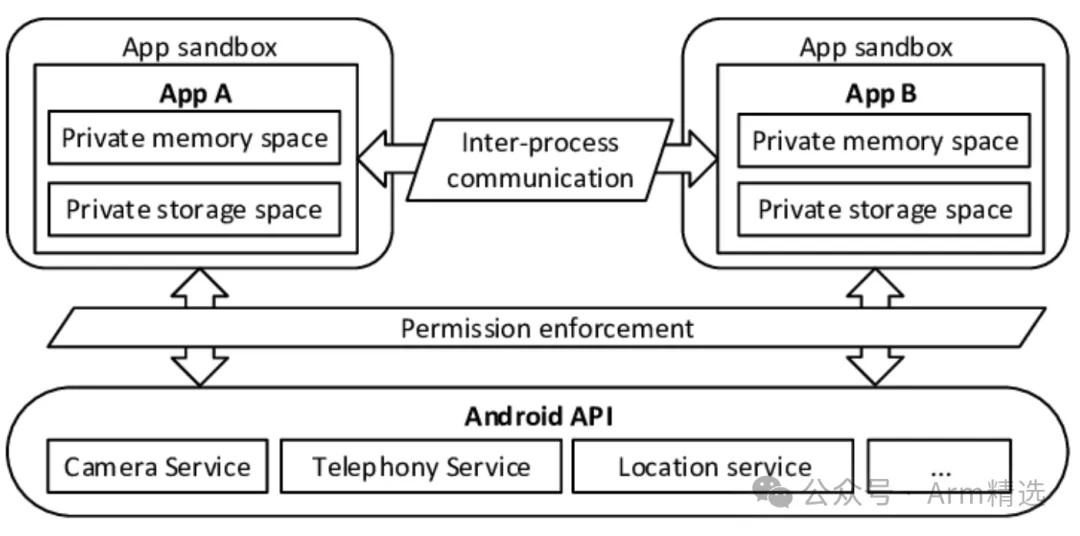 App sandbox
App A
Private memory space
Private storage space
Inter-process
communication
App sandbox
App B
Private memory space
Private storage space
Permission enforcement
Android API
Camera Service
Telephony Service
Location service
...
公众号 · Arm精选